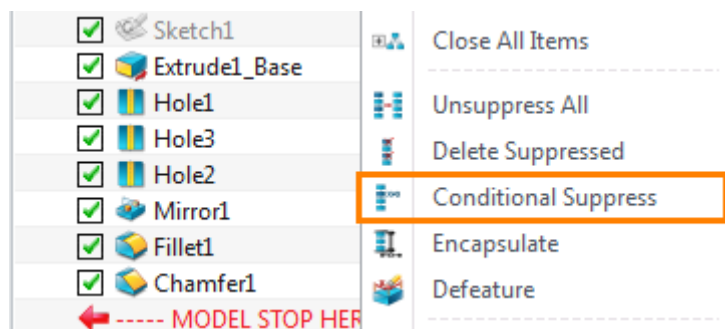 Sketch1
Extrude1_Base
Hole1
Hole3
Hole2
Mirror1
Fillet1
Chamfer1
----- MODEL STOP HER
Close All Items
Unsuppress All
Delete Suppressed
Conditional Suppress
Encapsulate
Defeature